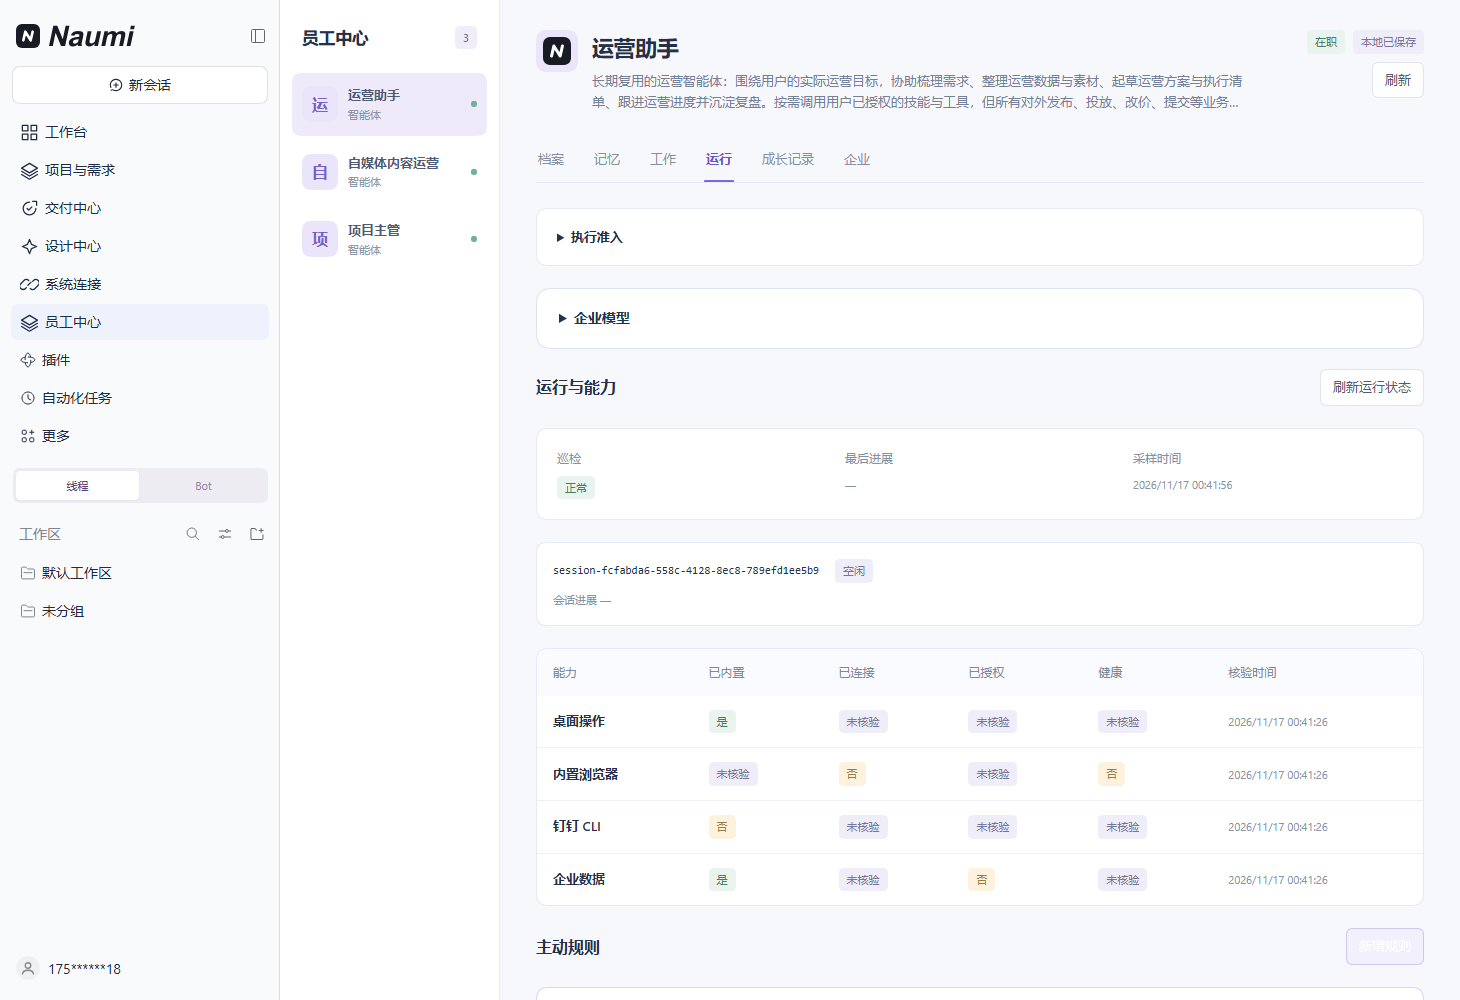 Naumi
新会话
工作台
项目与需求
交付中心
设计中心
系统连接
员工中心
插件
自动化任务
更多
线程 Bot
工作区
默认工作区
未分组
175******18
员工中心 3
运 运营助手
智能体
自 自媒体内容运营
智能体
项 项目主管
智能体
运营助手
在职 本地已保存
长期复用的运营智能体：围绕用户的实际运营目标，协助梳理需求、整理运营数据与素材、起草运营方案与执行清
单、跟进运营进度并沉淀复盘。按需调用用户已授权的技能与工具，但所有对外发布、投放、改价、提交等业务...
刷新
档案 记忆 工作 运行 成长记录 企业
执行准入
企业模型
运行与能力
刷新运行状态
巡检 最后进展 采样时间
正常 — 2026/11/17 00:41:56
session-fcfabda6-558c-4128-8ec8-789efd1ee5b9 空闲
会话进展 —
能力 已内置 已连接 已授权 健康 核验时间
桌面操作 是 未核验 未核验 未核验 2026/11/17 00:41:26
内置浏览器 未核验 否 未核验 否 2026/11/17 00:41:26
钉钉 CLI 否 未核验 未核验 未核验 2026/11/17 00:41:26
企业数据 是 未核验 否 未核验 2026/11/17 00:41:26
主动规则
新增规则